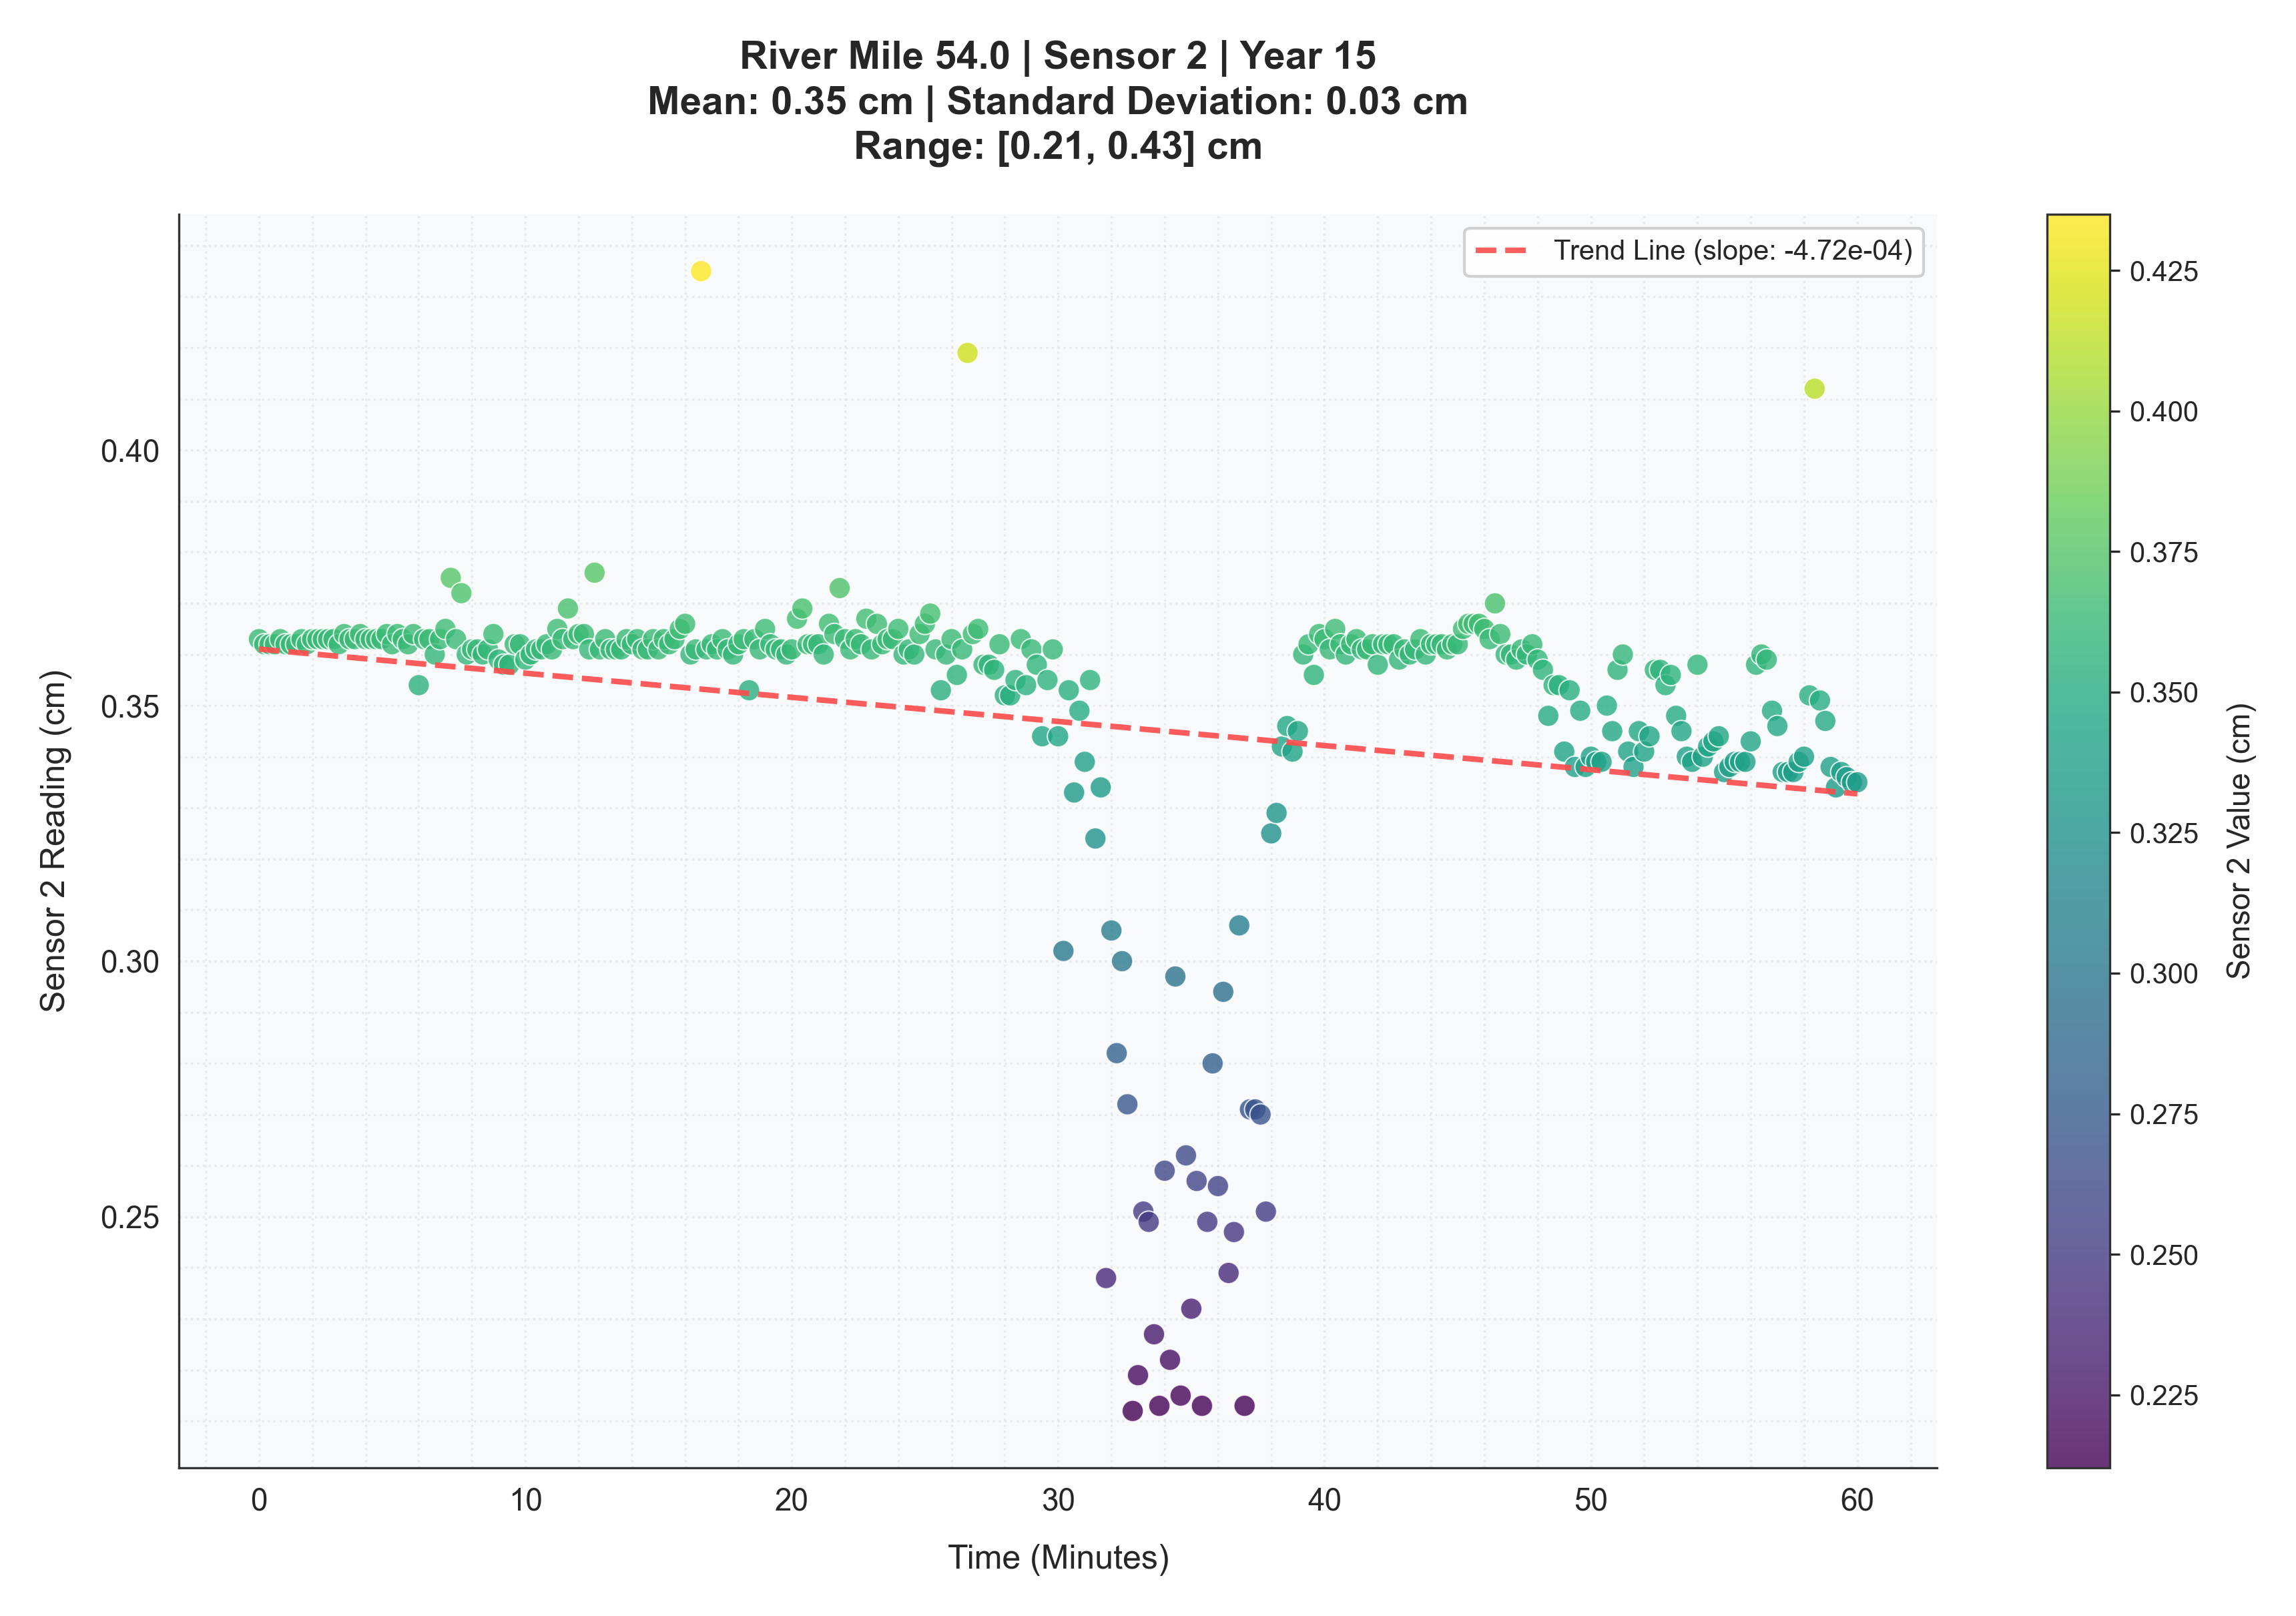 River Mile 54.0 | Sensor 2 | Year 15
Mean: 0.35 cm | Standard Deviation: 0.03 cm
Range: [0.21, 0.43] cm
Trend Line (slope: -4.72e-04)
Sensor 2 Reading (cm)
0.40
0.35
0.30
0.25
0
10
20
30
40
50
60
Time (Minutes)
0.425
0.400
0.375
0.350
0.325
0.300
0.275
0.250
0.225
Sensor 2 Value (cm)